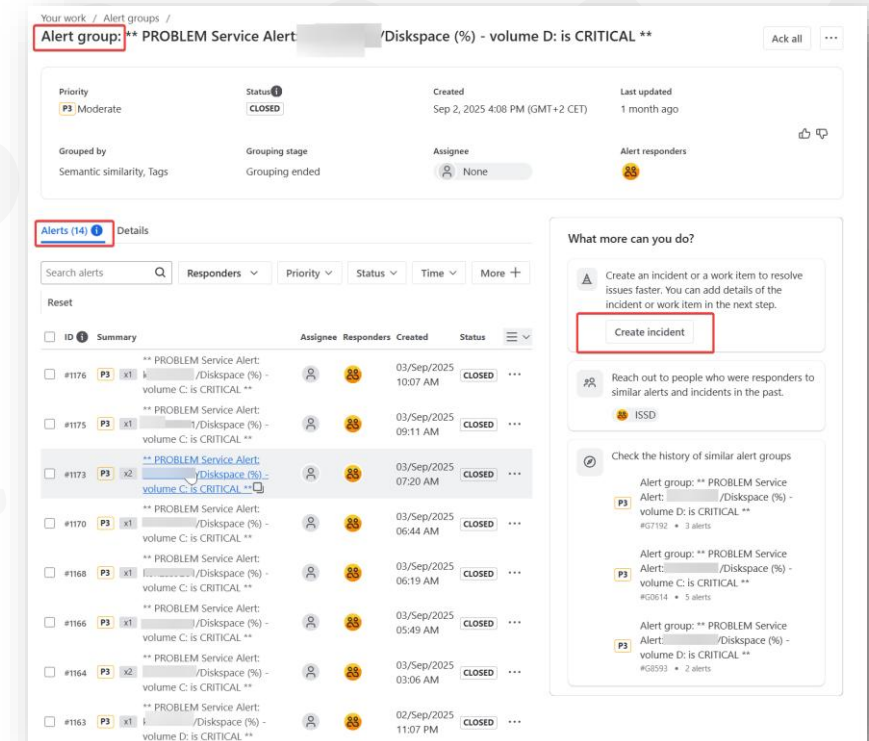 Your work / Alert groups /
Alert group: ** PROBLEM Service Alert: /Diskspace (%) - volume D: is CRITICAL **
Ack all
Priority
Status
Created
Last updated
P3 Moderate
CLOSED
Sep 2, 2025 4:08 PM (GMT+2 CET)
1 month ago
Grouped by
Grouping stage
Assignee
Alert responders
Semantic similarity, Tags
Grouping ended
None
Alerts (14)
Details
Search alerts
Responders
Priority
Status
Time
More +
Reset
ID
Summary
Assignee
Responders
Created
Status
#1176 P3 x1
** PROBLEM Service Alert:
/Diskspace (%) -
volume C: is CRITICAL **
03/Sep/2025
10:07 AM
CLOSED
#1175 P3 x1
** PROBLEM Service Alert:
/Diskspace (%) -
volume C: is CRITICAL **
03/Sep/2025
09:11 AM
CLOSED
#1173 P3 x2
** PROBLEM Service Alert:
/Diskspace (%) -
volume C: is CRITICAL **
03/Sep/2025
07:20 AM
CLOSED
#1170 P3 x1
** PROBLEM Service Alert:
/Diskspace (%) -
volume C: is CRITICAL **
03/Sep/2025
06:44 AM
CLOSED
#1168 P3 x1
** PROBLEM Service Alert:
/Diskspace (%) -
volume C: is CRITICAL **
03/Sep/2025
06:19 AM
CLOSED
#1166 P3 x1
** PROBLEM Service Alert:
/Diskspace (%) -
volume C: is CRITICAL **
03/Sep/2025
05:49 AM
CLOSED
#1164 P3 x2
** PROBLEM Service Alert:
/Diskspace (%) -
volume C: is CRITICAL **
03/Sep/2025
03:06 AM
CLOSED
#1163 P3 x1
** PROBLEM Service Alert:
/Diskspace (%) -
volume D: is CRITICAL **
02/Sep/2025
11:07 PM
CLOSED
What more can you do?
Create an incident or a work item to resolve
issues faster. You can add details of the
incident or work item in the next step.
Create incident
Reach out to people who were responders to
similar alerts and incidents in the past.
ISSD
Check the history of similar alert groups
Alert group: ** PROBLEM Service
P3 Alert: /Diskspace (%) -
volume D: is CRITICAL **
#G7192 • 3 alerts
Alert group: ** PROBLEM Service
P3 Alert: /Diskspace (%) -
volume C: is CRITICAL **
#G0614 • 5 alerts
Alert group: ** PROBLEM Service
P3 Alert: /Diskspace (%) -
volume D: is CRITICAL **
#G8593 • 2 alerts